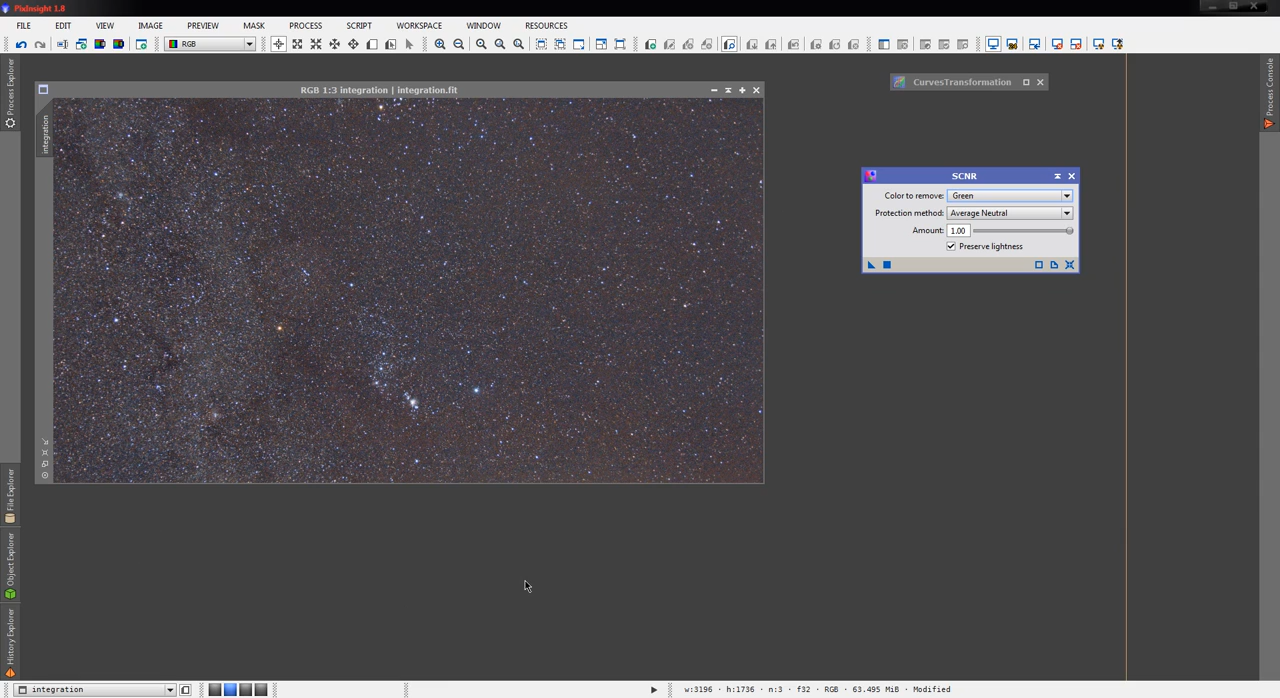 PixInsight 1.8
FILE EDIT VIEW IMAGE PREVIEW MASK PROCESS SCRIPT WORKSPACE WINDOW RESOURCES
RGB
Process Explorer
RGB 1:3 integration | integration.fit
integration
CurvesTransformation
Process Console
SCNR
Color to remove: Green
Protection method: Average Neutral
Amount: 1.00
Preserve lightness
File Explorer
Object Explorer
History Explorer
integration
w:3196 · h:1736 · n:3 · f32 · RGB · 63.495 MiB · Modified